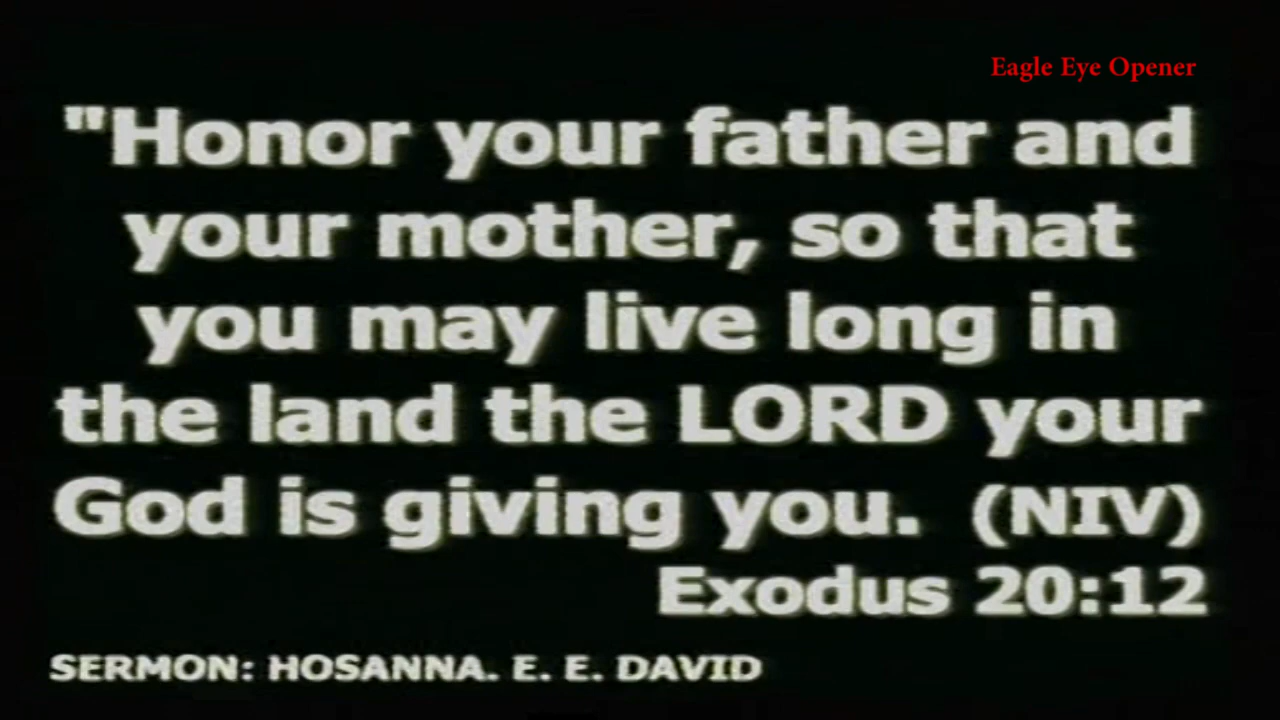 Eagle Eye Opener
"Honor your father and
your mother, so that
you may live long in
the land the LORD your
God is giving you. (NIV)
Exodus 20:12
SERMON: HOSANNA. E. E. DAVID